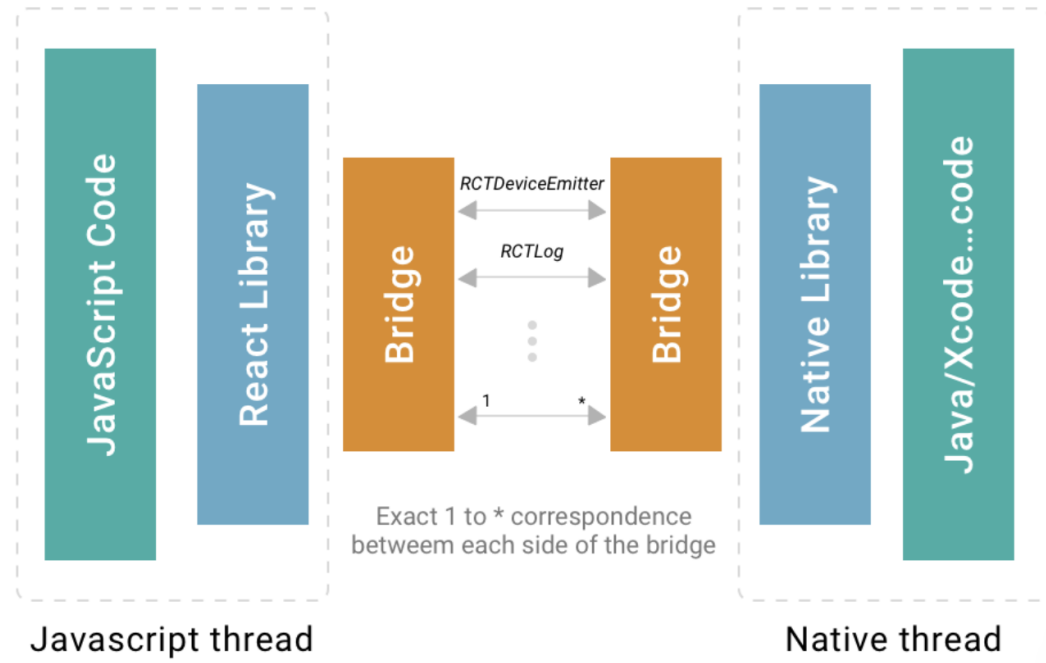 JavaScript Code
React Library
Bridge
RCTDeviceEmitter
RCTLog
1 *
Bridge
Native Library
Java/Xcode...code
Exact 1 to * correspondence
betweem each side of the bridge
Javascript thread
Native thread